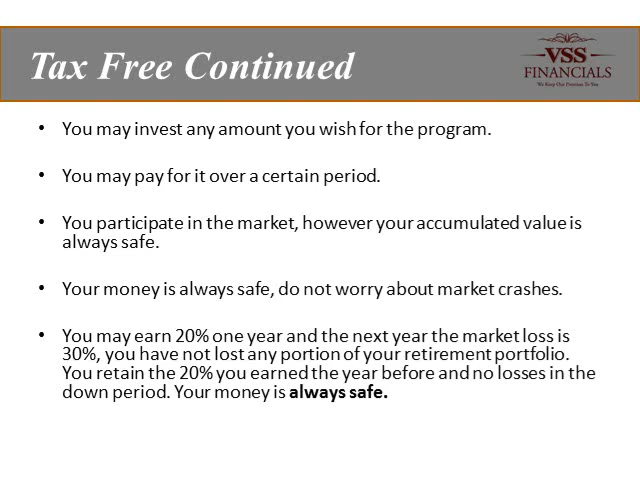 Tax Free Continued
VSS
FINANCIALS
We Keep Our Promises To You
• You may invest any amount you wish for the program.
• You may pay for it over a certain period.
• You participate in the market, however your accumulated value is
always safe.
• Your money is always safe, do not worry about market crashes.
• You may earn 20% one year and the next year the market loss is
30%, you have not lost any portion of your retirement portfolio.
You retain the 20% you earned the year before and no losses in the
down period. Your money is always safe.